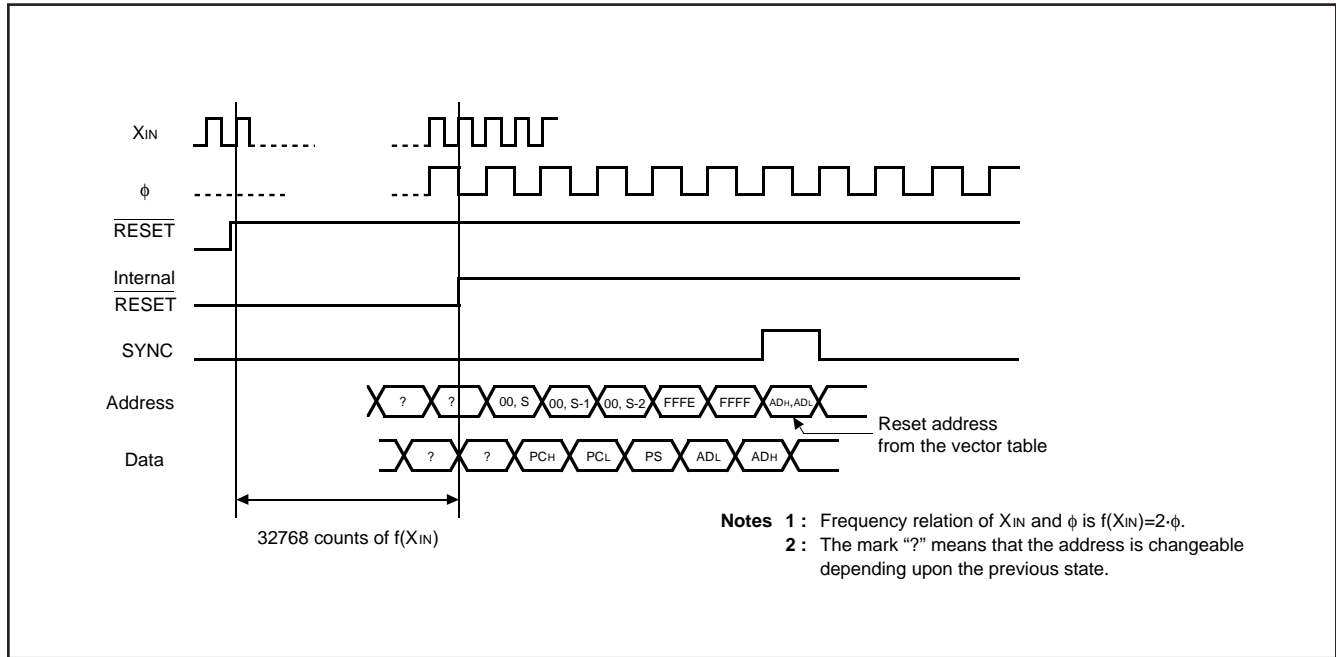 XIN
ϕ
RESET
Internal
RESET
SYNC
Address
? ? 00, S 00, S-1 00, S-2 FFFE FFFF ADH,ADL
Reset address
from the vector table
Data
? ? PCH PCL PS ADL ADH
32768 counts of f(XIN)
Notes 1 : Frequency relation of XIN and ϕ is f(XIN)=2·ϕ.
2 : The mark “?” means that the address is changeable
depending upon the previous state.